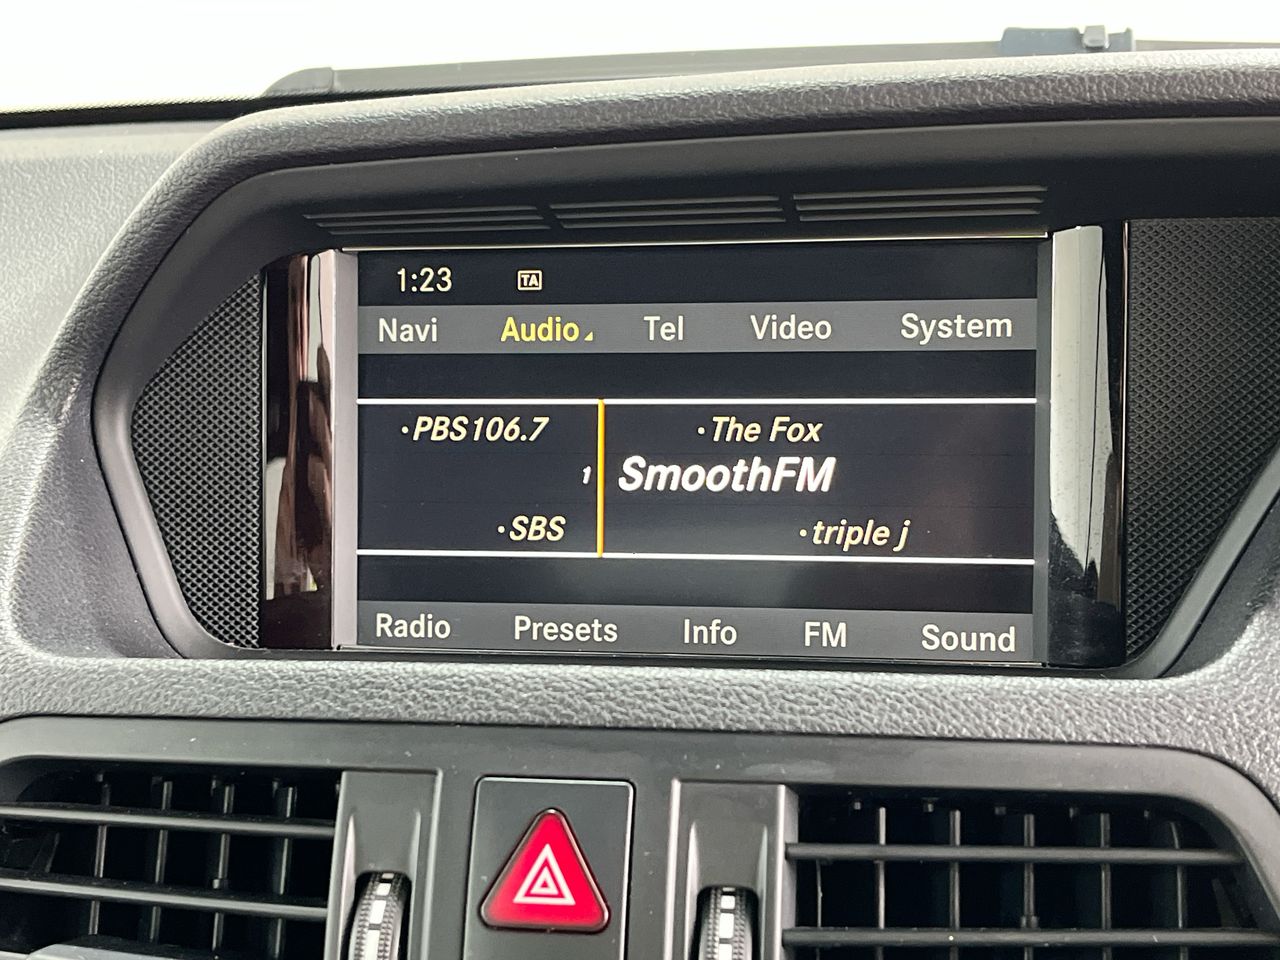 1:23 TA
Navi Audio Tel Video System
·PBS106.7 ·The Fox
1 SmoothFM
·SBS ·triple j
Radio Presets Info FM Sound